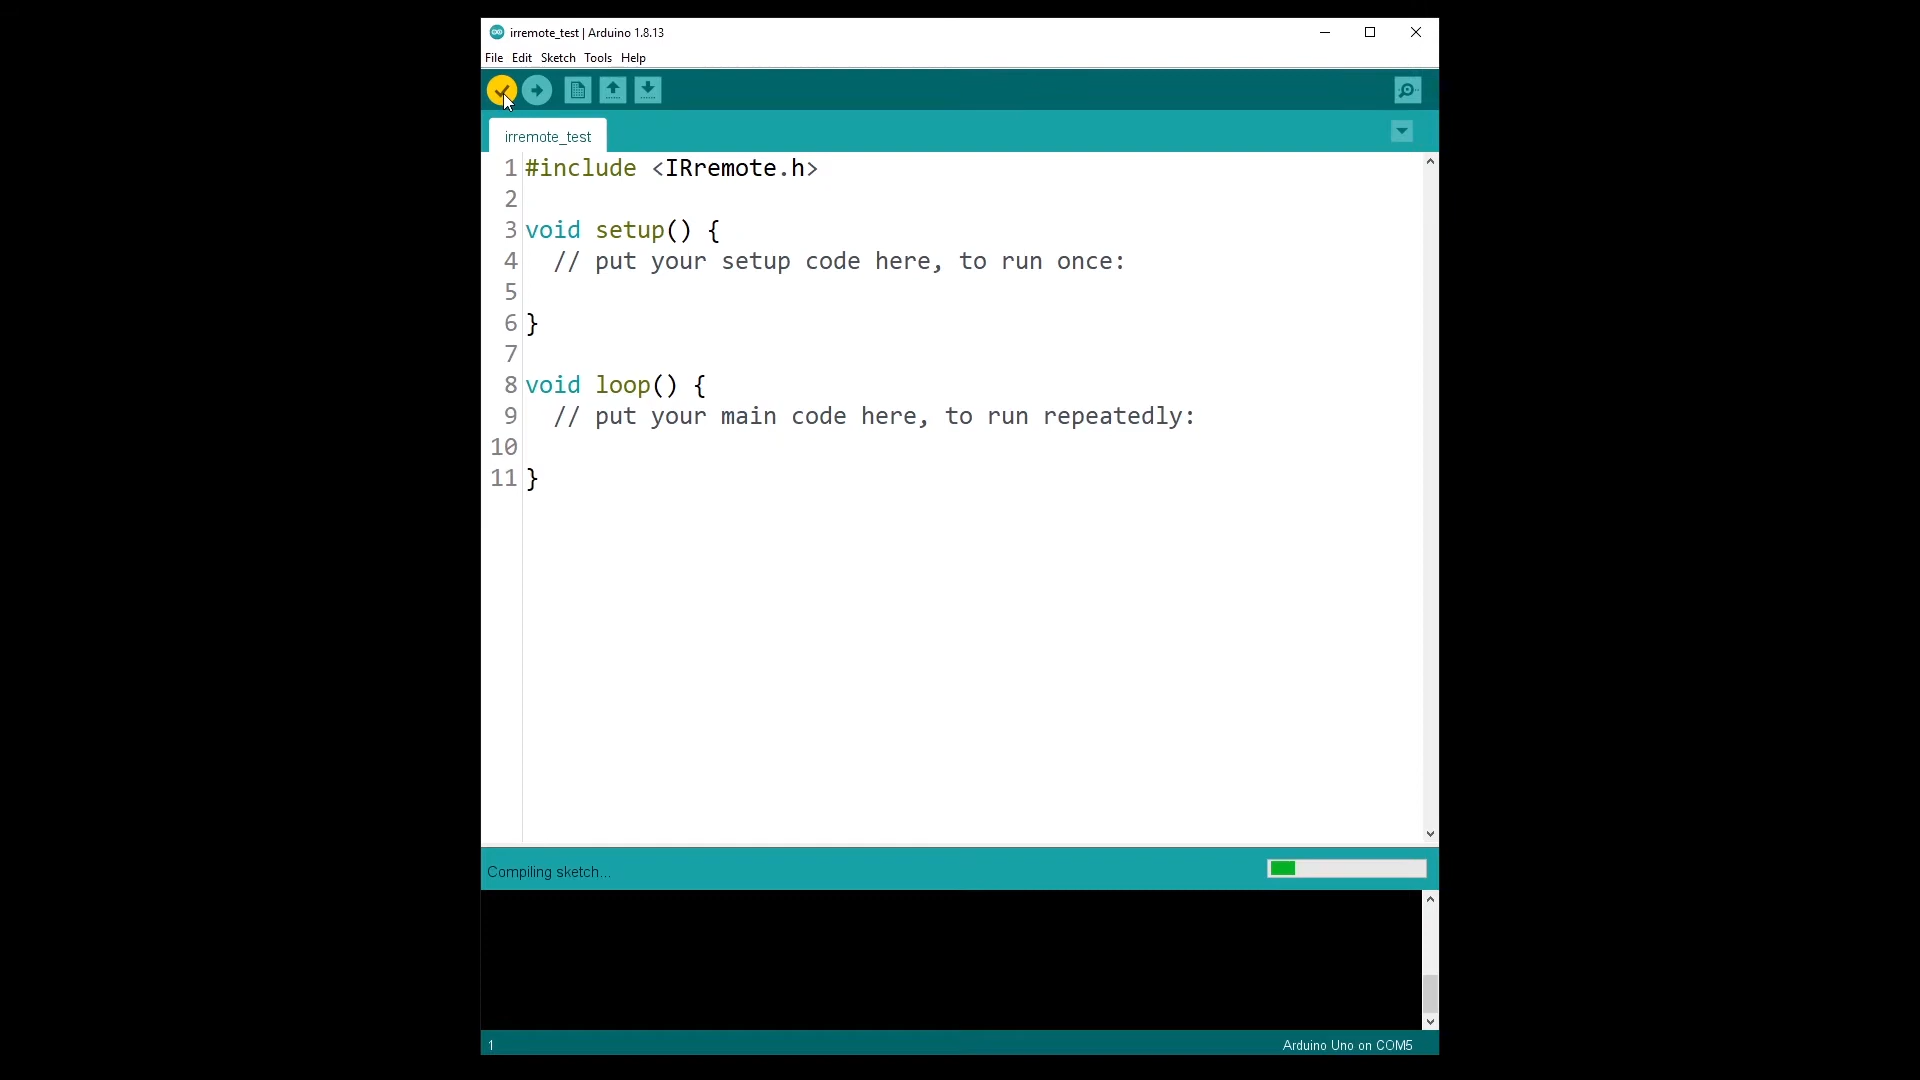 irremote_test | Arduino 1.8.13
File Edit Sketch Tools Help
irremote_test
1 #include <IRremote.h>
2
3 void setup() {
4   // put your setup code here, to run once:
5
6 }
7
8 void loop() {
9   // put your main code here, to run repeatedly:
10
11 }
Compiling sketch...
1 Arduino Uno on COM5